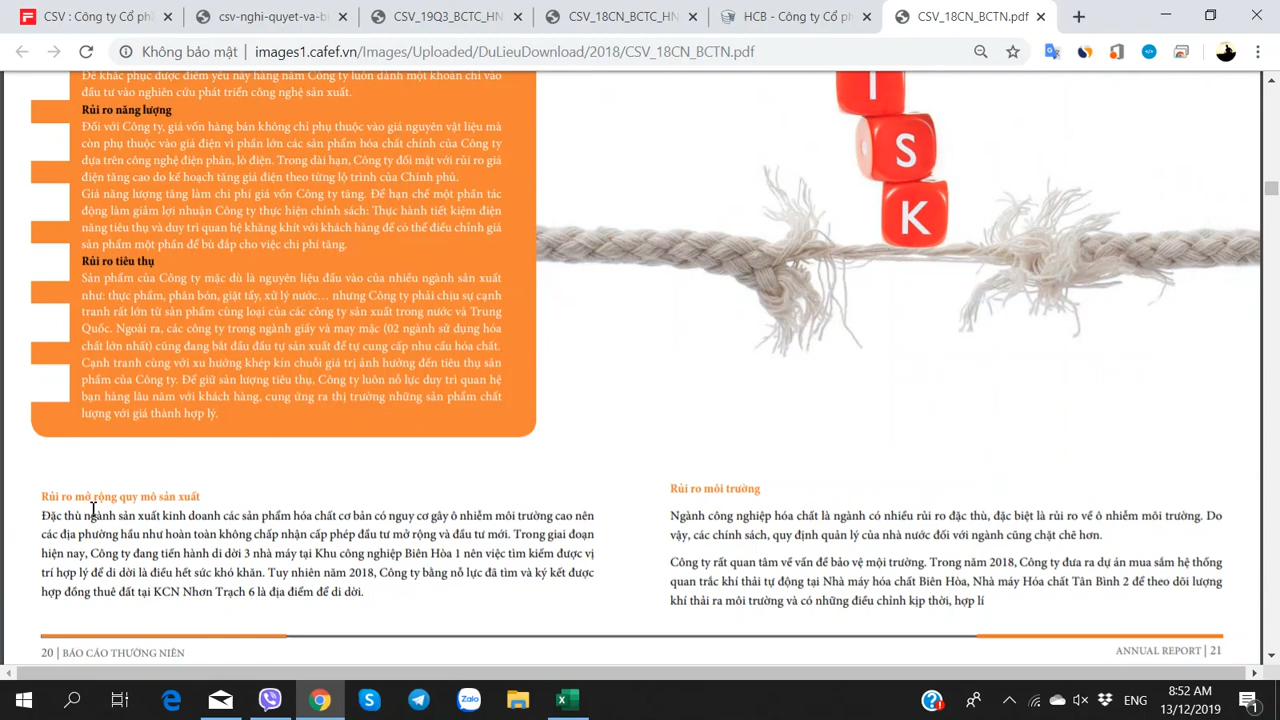 CSV : Công ty Cổ ph
csv-nghi-quyet-va-bi
CSV_19Q3_BCTC_HN
CSV_18CN_BCTC_HN
HCB - Công ty Cổ ph
CSV_18CN_BCTN.pdf
Không bảo mật
images1.cafef.vn/Images/Uploaded/DuLieuDownload/2018/CSV_18CN_BCTN.pdf
Để khắc phục được điểm yếu này hàng năm Công ty luôn dành một khoản chi vào
đầu tư vào nghiên cứu phát triển công nghệ sản xuất.
Rủi ro năng lượng
Đối với Công ty, giá vốn hàng bán không chỉ phụ thuộc vào giá nguyên vật liệu mà
còn phụ thuộc vào giá điện vì phần lớn các sản phẩm hóa chất chính của Công ty
dựa trên công nghệ điện phân, lò điện. Trong dài hạn, Công ty đối mặt với rủi ro giá
điện tăng cao do kế hoạch tăng giá điện theo từng lộ trình của Chính phủ.
Giá năng lượng tăng làm chi phí giá vốn Công ty tăng. Để hạn chế một phần tác
động làm giảm lợi nhuận Công ty thực hiện chính sách: Thực hành tiết kiệm điện
năng tiêu thụ và duy trì quan hệ khăng khít với khách hàng để có thể điều chỉnh giá
sản phẩm một phần để bù đắp cho việc chi phí tăng.
Rủi ro tiêu thụ
Sản phẩm của Công ty mặc dù là nguyên liệu đầu vào của nhiều ngành sản xuất
như: thực phẩm, phân bón, giặt tẩy, xử lý nước… nhưng Công ty phải chịu sự cạnh
tranh rất lớn từ sản phẩm cùng loại của các công ty sản xuất trong nước và Trung
Quốc. Ngoài ra, các công ty trong ngành giấy và may mặc (02 ngành sử dụng hóa
chất lớn nhất) cũng đang bắt đầu đầu tự sản xuất để tự cung cấp nhu cầu hóa chất.
Cạnh tranh cùng với xu hướng khép kín chuỗi giá trị ảnh hưởng đến tiêu thụ sản
phẩm của Công ty. Để giữ sản lượng tiêu thụ, Công ty luôn nỗ lực duy trì quan hệ
bạn hàng lâu năm với khách hàng, cung ứng ra thị trường những sản phẩm chất
lượng với giá thành hợp lý.
I
S
K
Rủi ro mở rộng quy mô sản xuất
Đặc thù ngành sản xuất kinh doanh các sản phẩm hóa chất cơ bản có nguy cơ gây ô nhiễm môi trường cao nên
các địa phương hầu như hoàn toàn không chấp nhận cấp phép đầu tư mở rộng và đầu tư mới. Trong giai đoạn
hiện nay, Công ty đang tiến hành di dời 3 nhà máy tại Khu công nghiệp Biên Hòa 1 nên việc tìm kiếm được vị
trí hợp lý để di dời là điều hết sức khó khăn. Tuy nhiên năm 2018, Công ty bằng nỗ lực đã tìm và ký kết được
hợp đồng thuê đất tại KCN Nhơn Trạch 6 là địa điểm để di dời.
Rủi ro môi trường
Ngành công nghiệp hóa chất là ngành có nhiều rủi ro đặc thù, đặc biệt là rủi ro về ô nhiễm môi trường. Do
vậy, các chính sách, quy định quản lý của nhà nước đối với ngành cũng chặt chẽ hơn.
Công ty rất quan tâm về vấn đề bảo vệ môi trường. Trong năm 2018, Công ty đưa ra dự án mua sắm hệ thống
quan trắc khí thải tự động tại Nhà máy hóa chất Biên Hòa, Nhà máy Hóa chất Tân Bình 2 để theo dõi lượng
khí thải ra môi trường và có những điều chỉnh kịp thời, hợp lí
20 | BÁO CÁO THƯỜNG NIÊN
ANNUAL REPORT | 21
Zalo
ENG
8:52 AM
13/12/2019